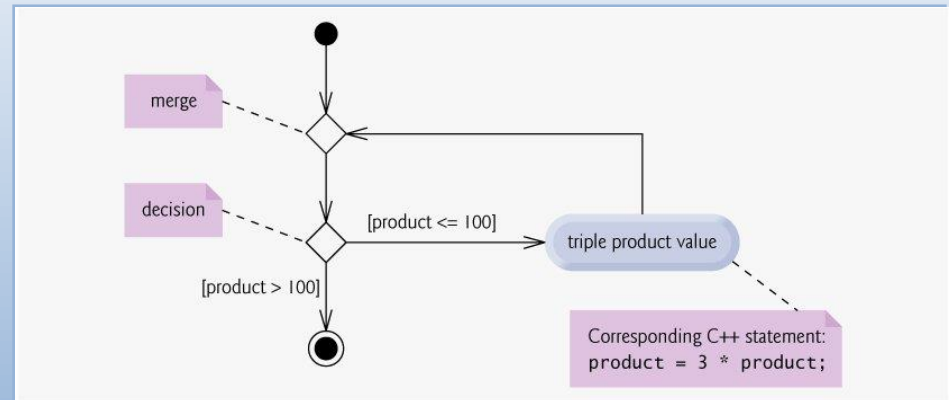 merge
decision
[product <= 100]
triple product value
[product > 100]
Corresponding C++ statement:
product = 3 * product;